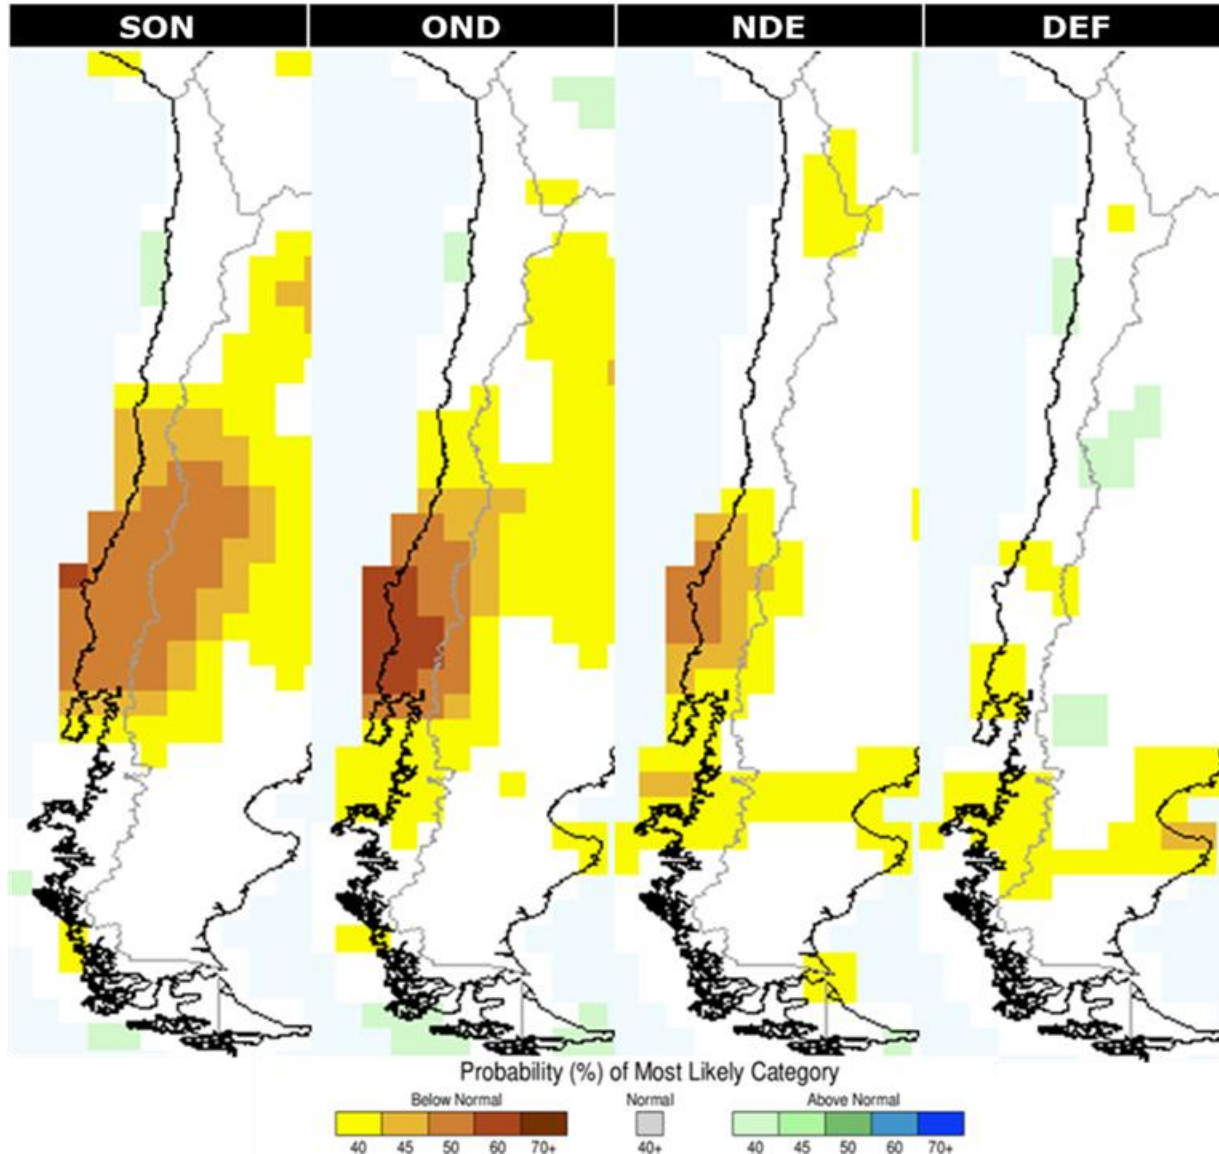 SON OND NDE DEF
Probability (%) of Most Likely Category
Below Normal Normal Above Normal
40 45 50 60 70+ 40+ 40 45 50 60 70+